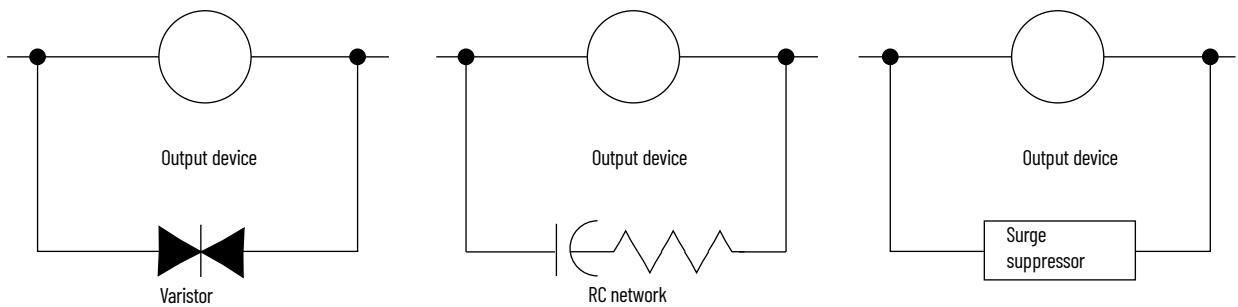 Output device
Varistor
Output device
RC network
Output device
Surge
suppressor